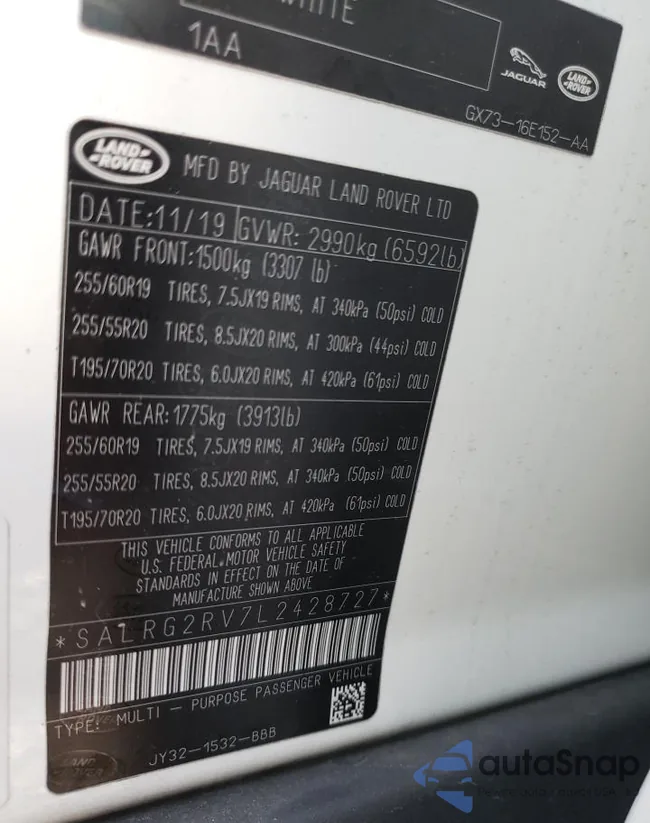 WHITE
1AA
JAGUAR
LAND ROVER
GX73-16E152-AA
LAND ROVER
MFD BY JAGUAR LAND ROVER LTD
DATE:11/19 GVWR: 2990kg (6592lb)
GAWR FRONT:1500kg (3307 lb)
255/60R19 TIRES, 7.5JX19 RIMS, AT 340kPa (50psi) COLD
255/55R20 TIRES, 8.5JX20 RIMS, AT 300kPa (44psi) COLD
T195/70R20 TIRES, 6.0JX20 RIMS, AT 420kPa (61psi) COLD
GAWR REAR:1775kg (3913lb)
255/60R19 TIRES, 7.5JX19 RIMS, AT 340kPa (50psi) COLD
255/55R20 TIRES, 8.5JX20 RIMS, AT 340kPa (50psi) COLD
T195/70R20 TIRES, 6.0JX20 RIMS, AT 420kPa (61psi) COLD
THIS VEHICLE CONFORMS TO ALL APPLICABLE
U.S. FEDERAL MOTOR VEHICLE SAFETY
STANDARDS IN EFFECT ON THE DATE OF
MANUFACTURE SHOWN ABOVE
*SALRG2RV7L2428727*
TYPE: MULTI - PURPOSE PASSENGER VEHICLE
JY32-1532-BBB
LAND ROVER
autoSnap